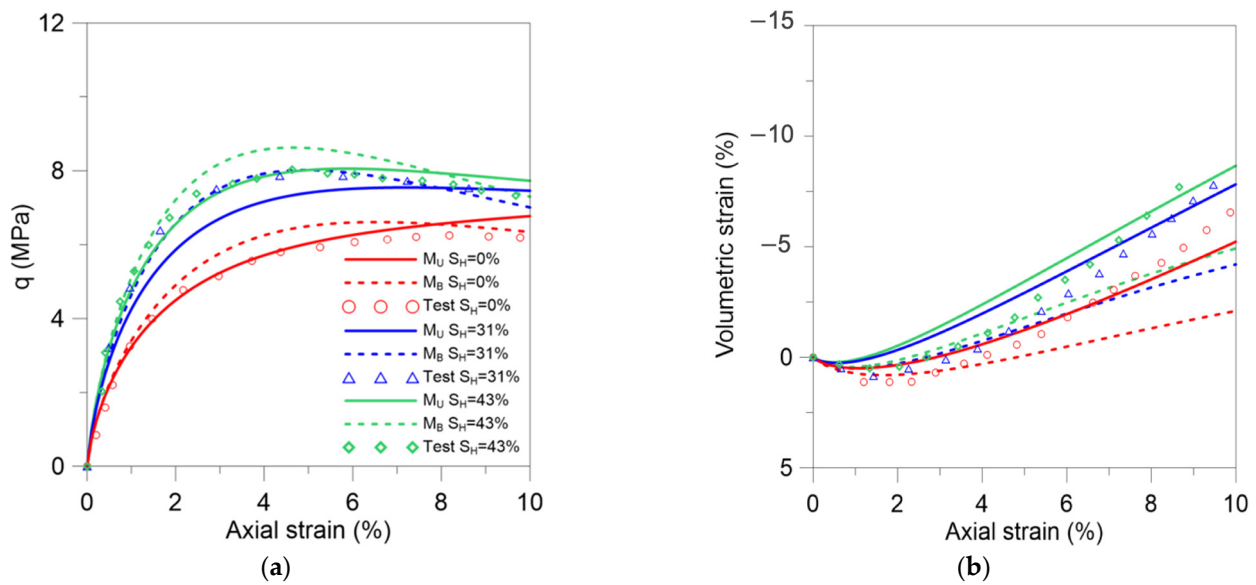 12
8
4
0
q (MPa)
0 2 4 6 8 10
Axial strain (%)
M_U S_H=0%
M_B S_H=0%
Test S_H=0%
M_U S_H=31%
M_B S_H=31%
Test S_H=31%
M_U S_H=43%
M_B S_H=43%
Test S_H=43%
(a)
−15
−10
−5
0
5
Volumetric strain (%)
0 2 4 6 8 10
Axial strain (%)
(b)